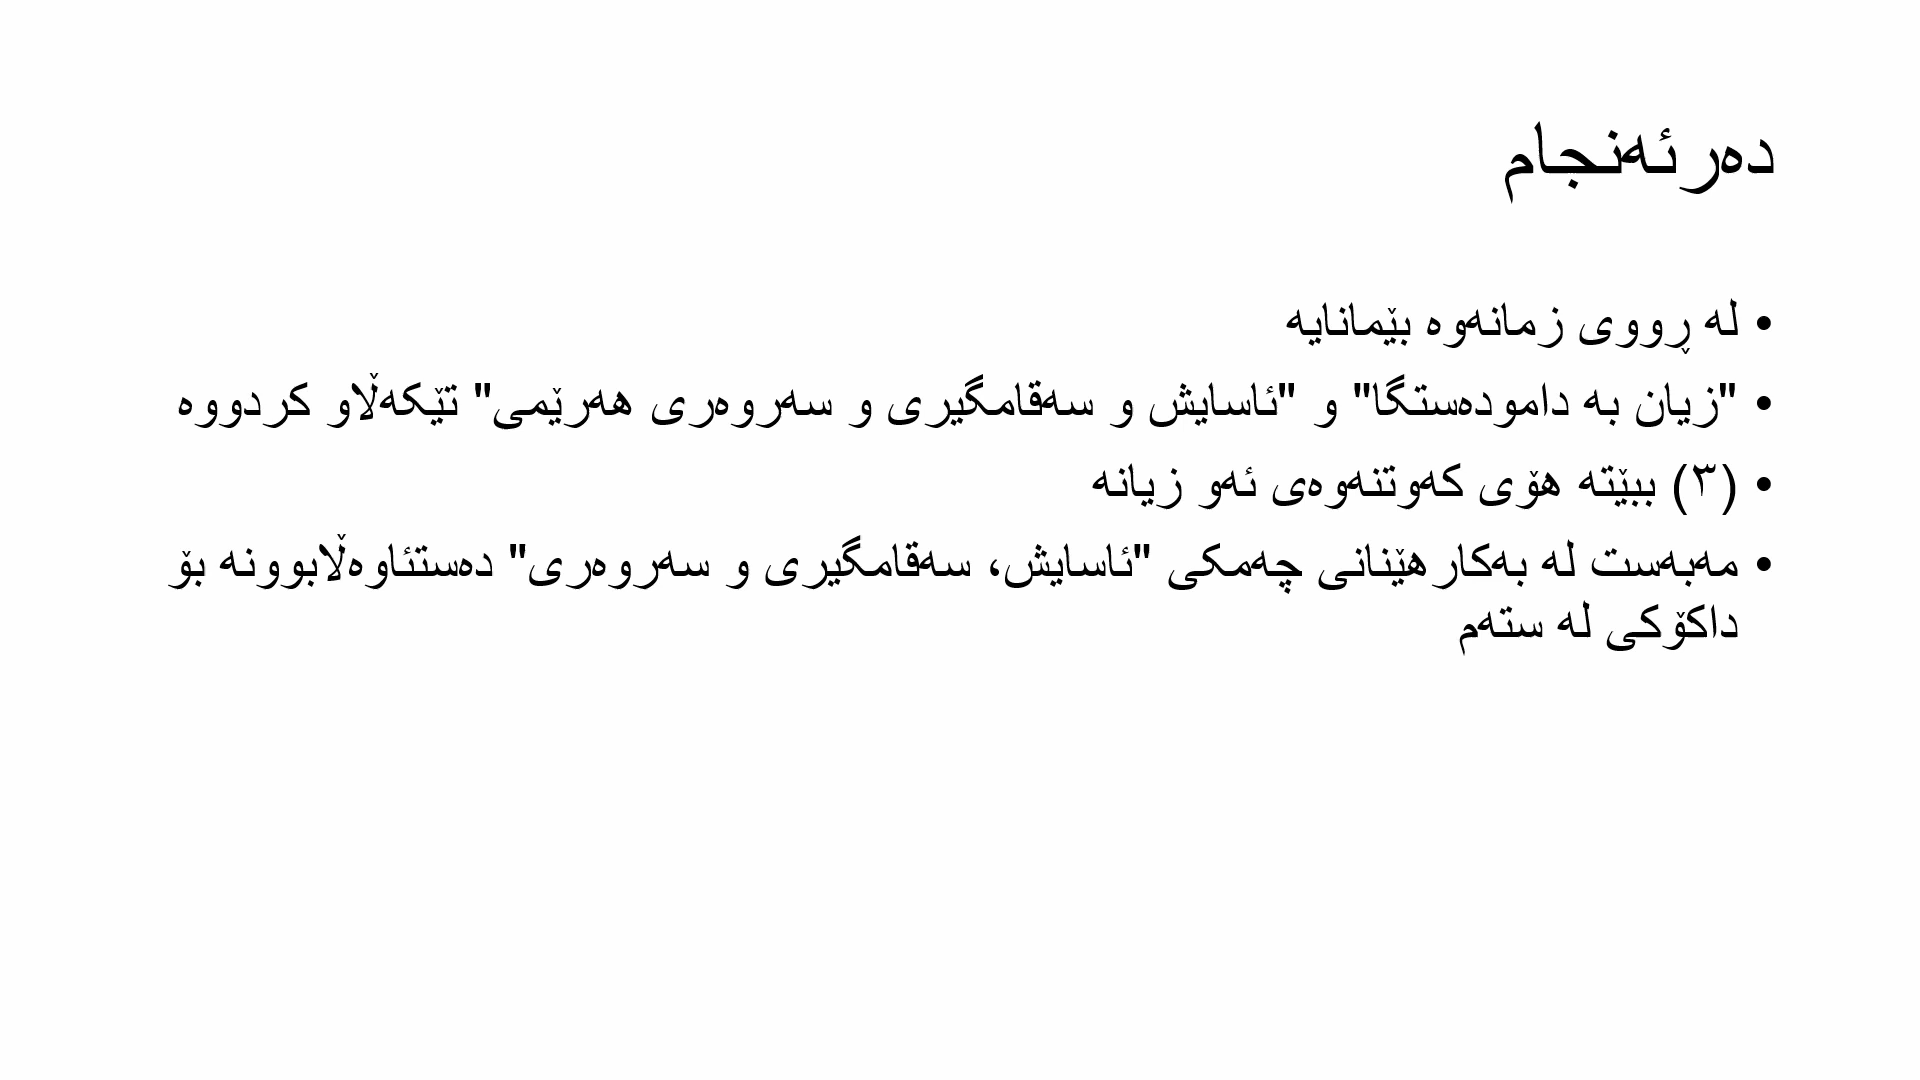 دەرئەنجام
• لە ڕووی زمانەوە بێمانایە
• "زیان بە دامودەستگا" و "ئاسایش و سەقامگیری و سەروەری هەرێمی" تێکەڵاو کردووە
• (٣) ببێتە هۆی کەوتنەوەی ئەو زیانە
• مەبەست لە بەکارهێنانی چەمکی "ئاسایش، سەقامگیری و سەروەری" دەستئاوەڵابوونە بۆ
داکۆکی لە ستەم